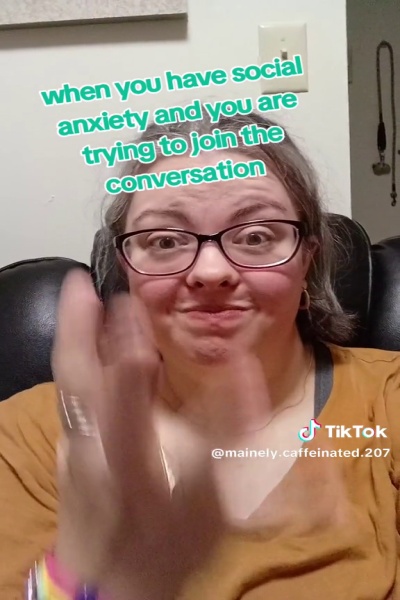 when you have social
anxiety and you are
trying to join the
conversation
TikTok
@mainely.caffeinated.207